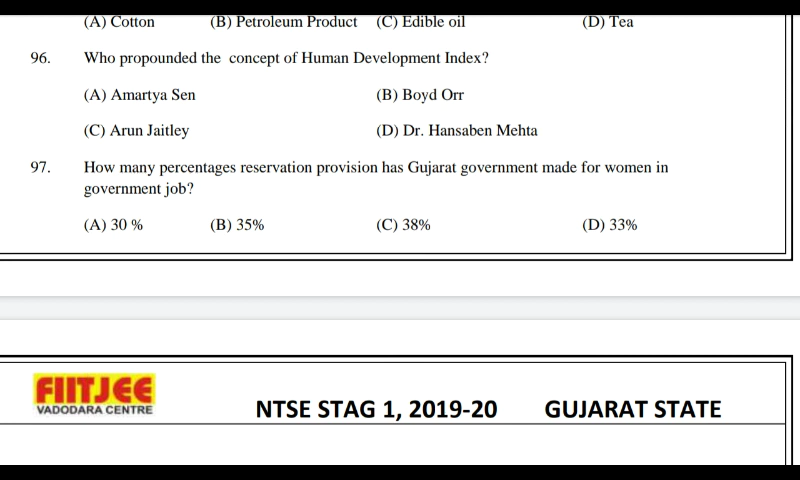 (A) Cotton (B) Petroleum Product (C) Edible oil (D) Tea
96. Who propounded the concept of Human Development Index?
(A) Amartya Sen (B) Boyd Orr
(C) Arun Jaitley (D) Dr. Hansaben Mehta
97. How many percentages reservation provision has Gujarat government made for women in
government job?
(A) 30 % (B) 35% (C) 38% (D) 33%
FIITJEE
VADODARA CENTRE
NTSE STAG 1, 2019-20 GUJARAT STATE